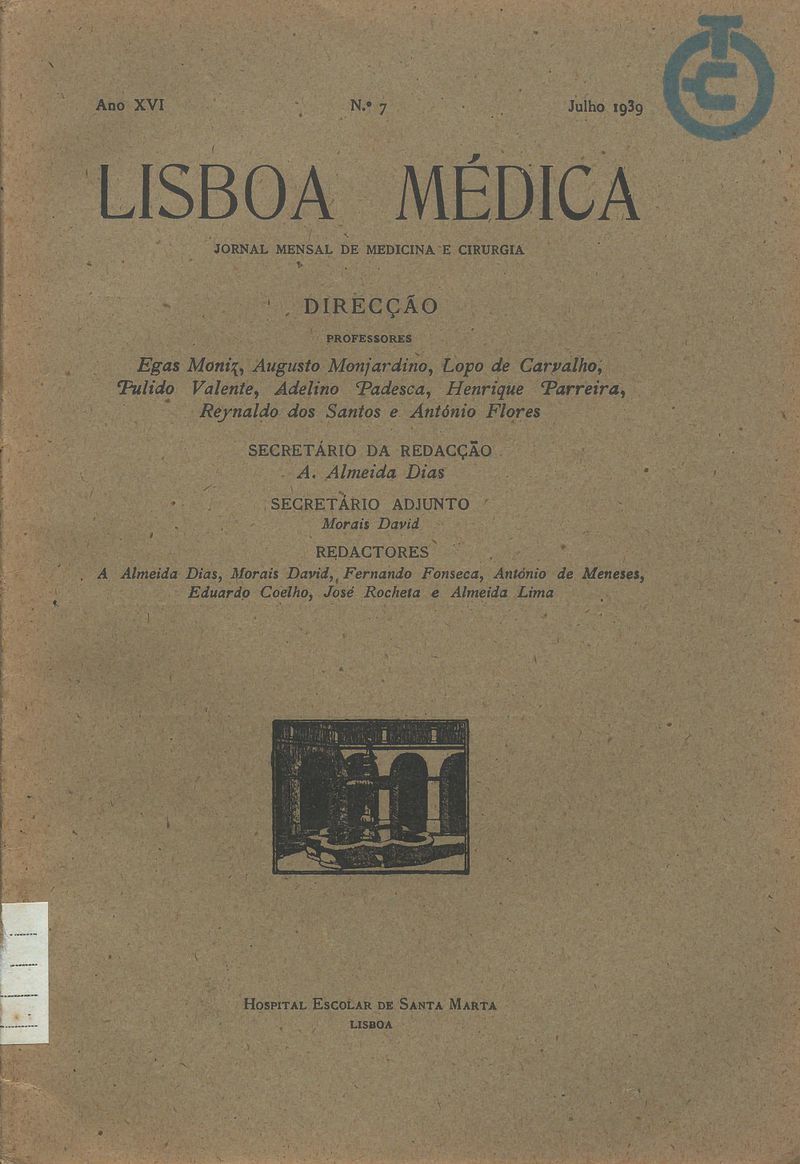 Ano XVI N.º 7 Julho 1939
LISBOA MÉDICA
JORNAL MENSAL DE MEDICINA E CIRURGIA
DIRECÇÃO
PROFESSORES
Egas Moniz, Augusto Monjardino, Lopo de Carvalho,
Pulido Valente, Adelino Padesca, Henrique Parreira,
Reynaldo dos Santos e António Flores
SECRETÁRIO DA REDACÇÃO
A. Almeida Dias
SECRETÁRIO ADJUNTO
Morais David
REDACTORES
A Almeida Dias, Morais David, Fernando Fonseca, António de Meneses,
Eduardo Coelho, José Rocheta e Almeida Lima
HOSPITAL ESCOLAR DE SANTA MARTA
LISBOA